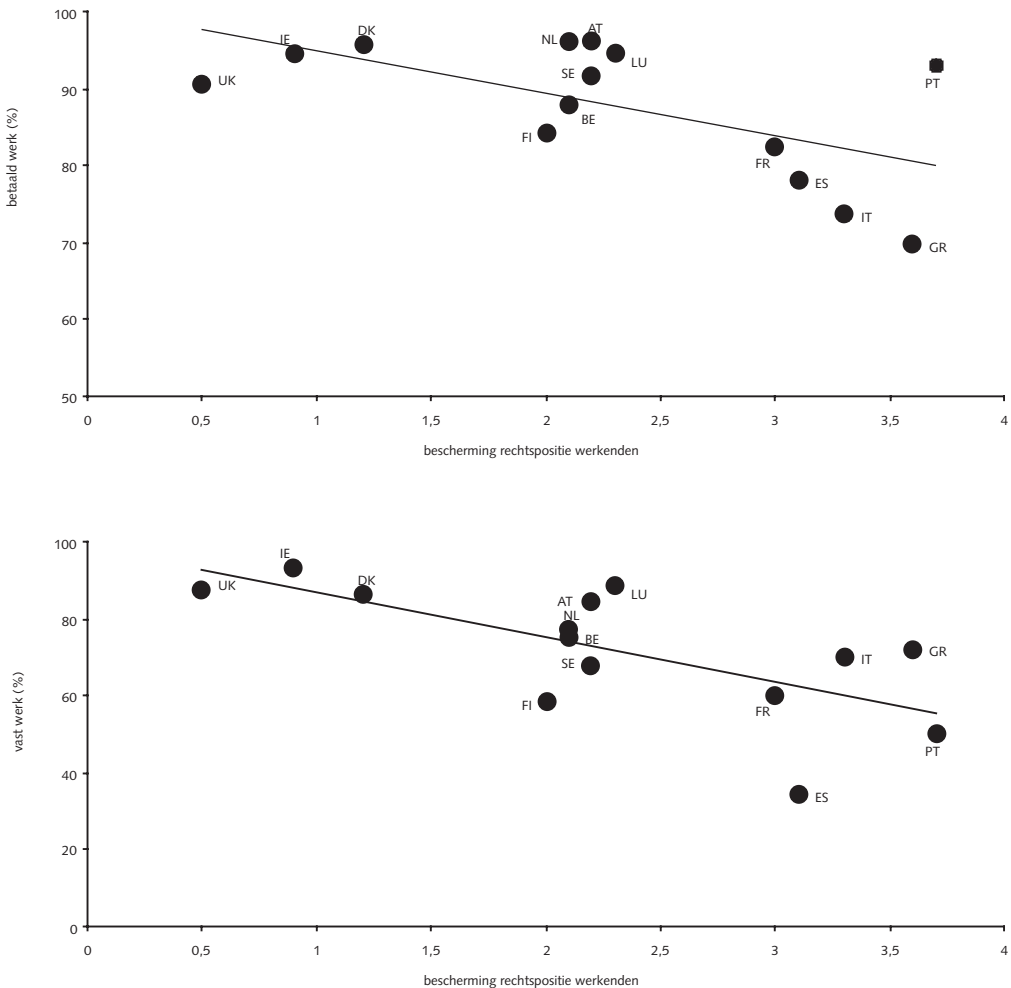 100
DK
AT
IE
NL
LU
SE
PT
90
UK
BE
FI
betaald werk (%)
80
FR
ES
IT
70
GR
60
50
0
0,5
1
1,5
2
2,5
3
3,5
4
bescherming rechtspositie werkenden
100
IE
DK
UK
LU
AT
80
NL
BE
SE
GR
IT
vast werk (%)
60
FI
FR
PT
40
ES
20
0
0
0,5
1
1,5
2
2,5
3
3,5
4
bescherming rechtspositie werkenden